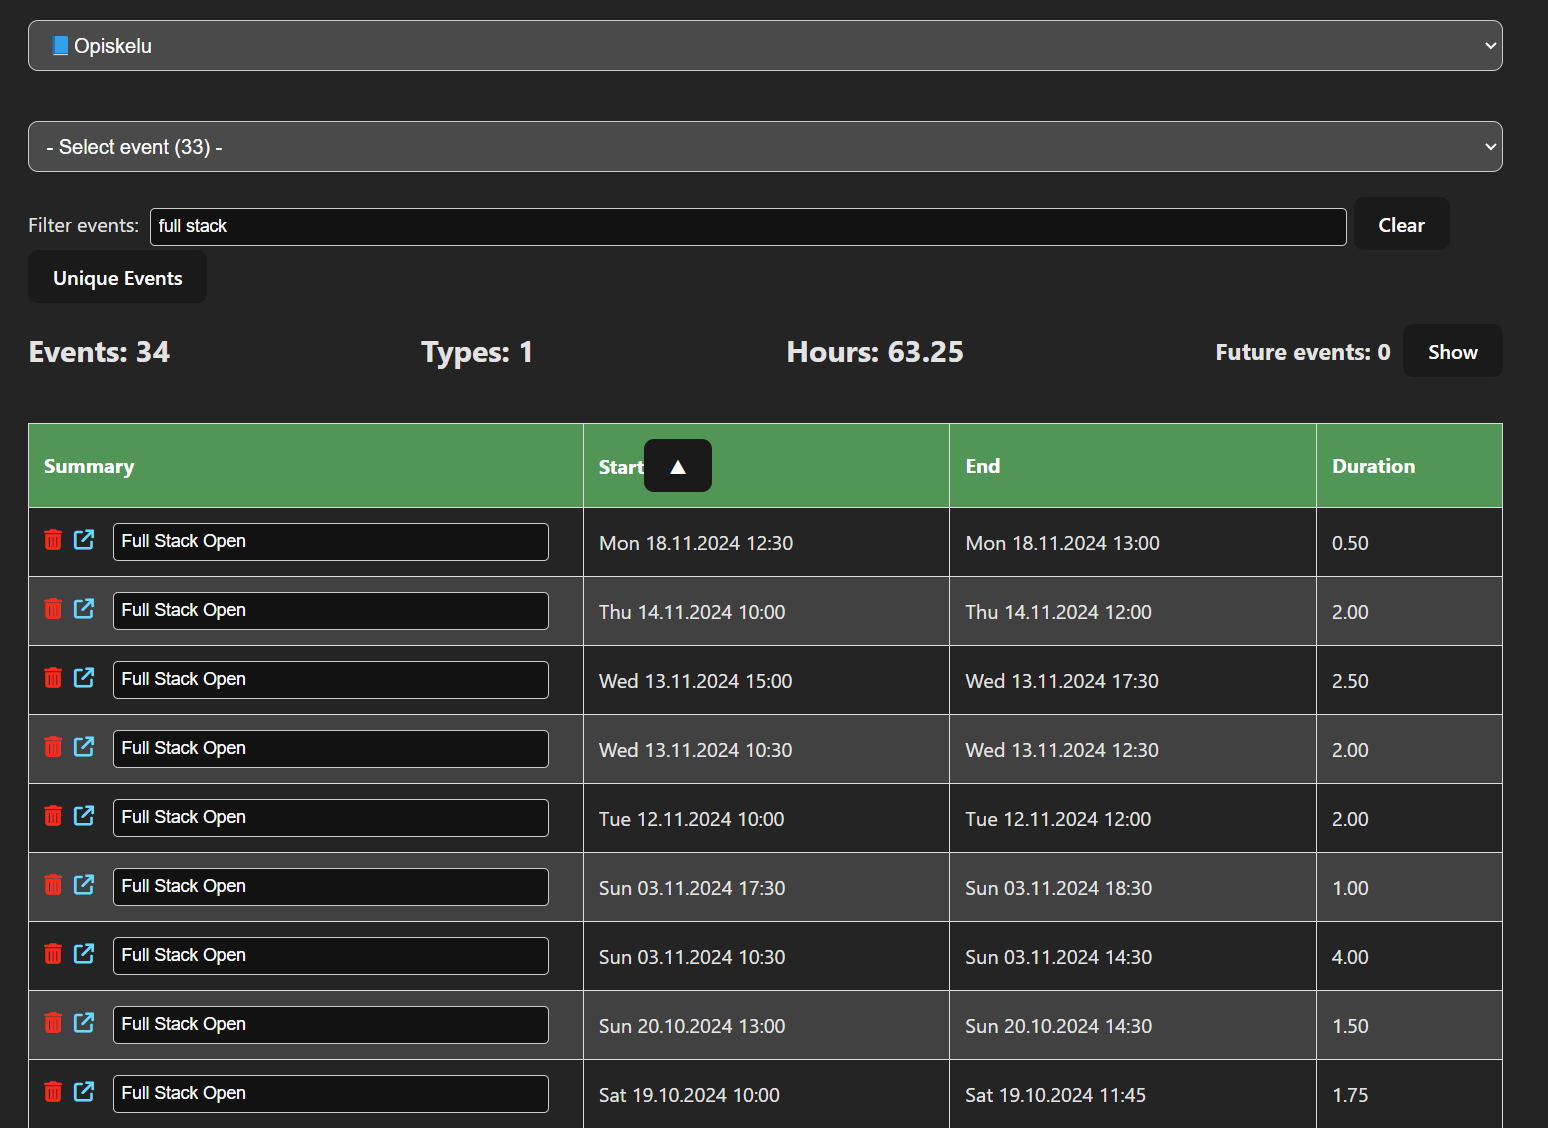 📘 Opiskelu
- Select event (33) -
Filter events: full stack Clear
Unique Events
Events: 34 Types: 1 Hours: 63.25 Future events: 0 Show
Summary Start ▲ End Duration
Full Stack Open Mon 18.11.2024 12:30 Mon 18.11.2024 13:00 0.50
Full Stack Open Thu 14.11.2024 10:00 Thu 14.11.2024 12:00 2.00
Full Stack Open Wed 13.11.2024 15:00 Wed 13.11.2024 17:30 2.50
Full Stack Open Wed 13.11.2024 10:30 Wed 13.11.2024 12:30 2.00
Full Stack Open Tue 12.11.2024 10:00 Tue 12.11.2024 12:00 2.00
Full Stack Open Sun 03.11.2024 17:30 Sun 03.11.2024 18:30 1.00
Full Stack Open Sun 03.11.2024 10:30 Sun 03.11.2024 14:30 4.00
Full Stack Open Sun 20.10.2024 13:00 Sun 20.10.2024 14:30 1.50
Full Stack Open Sat 19.10.2024 10:00 Sat 19.10.2024 11:45 1.75